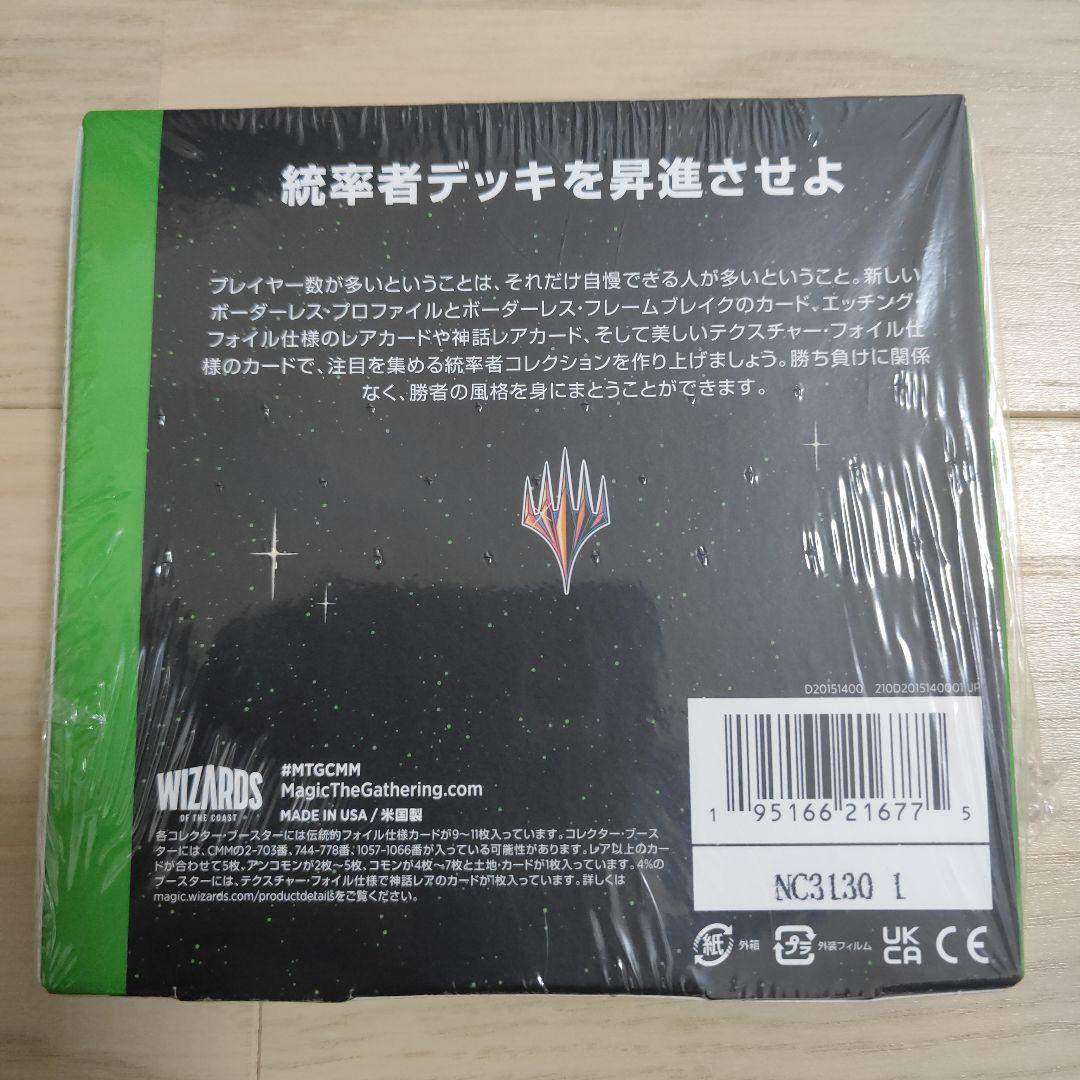 統率者デッキを昇進させよ
プレイヤー数が多いということは、それだけ自慢できる人が多いということ。新しい
ボーダーレス・プロファイルとボーダーレス・フレームブレイクのカード、エッチング・
フォイル仕様のレアカードや神話レアカード、そして美しいテクスチャー・フォイル仕
様のカードで、注目を集める統率者コレクションを作り上げましょう。勝ち負けに関係
なく、勝者の風格を身にまとうことができます。
D20151400 210D2015140001 JP
1 95166 21677 5
NC3130 1
WIZARDS
OF THE COAST
#MTGCMM
MagicTheGathering.com
MADE IN USA / 米国製
各コレクター・ブースターには伝統的フォイル仕様カードが9～11枚入っています。コレクター・ブース
ターには、CMMの2-703番、744-778番、1057-1066番が入っている可能性があります。レア以上のカー
ドが合わせて5枚、アンコモンが2枚～5枚、コモンが4枚～7枚と土地・カードが1枚入っています。4%の
ブースターには、テクスチャー・フォイル仕様で神話レアのカードが1枚入っています。詳しくは
magic.wizards.com/productdetailsをご覧ください。
紙 外箱 プラ 外装フィルム UK CA CE